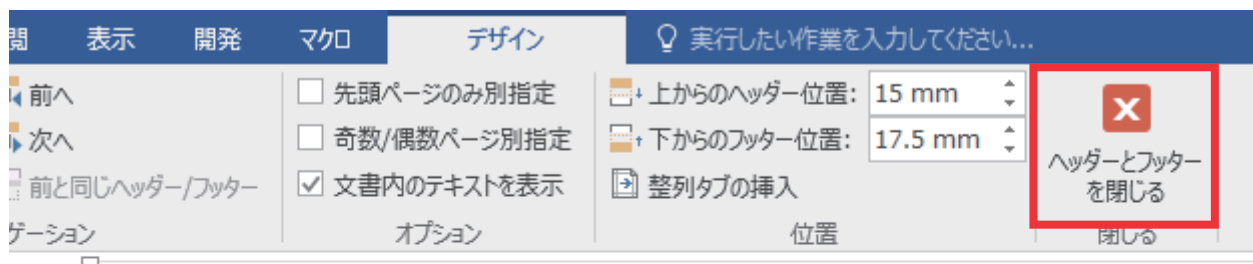 閲 表示 開発 マクロ デザイン 実行したい作業を入力してください...
前へ
次へ
前と同じヘッダー/フッター
ゲーション
先頭ページのみ別指定
奇数/偶数ページ別指定
文書内のテキストを表示
オプション
上からのヘッダー位置: 15 mm
下からのフッター位置: 17.5 mm
整列タブの挿入
位置
ヘッダーとフッター
を閉じる
閉じる